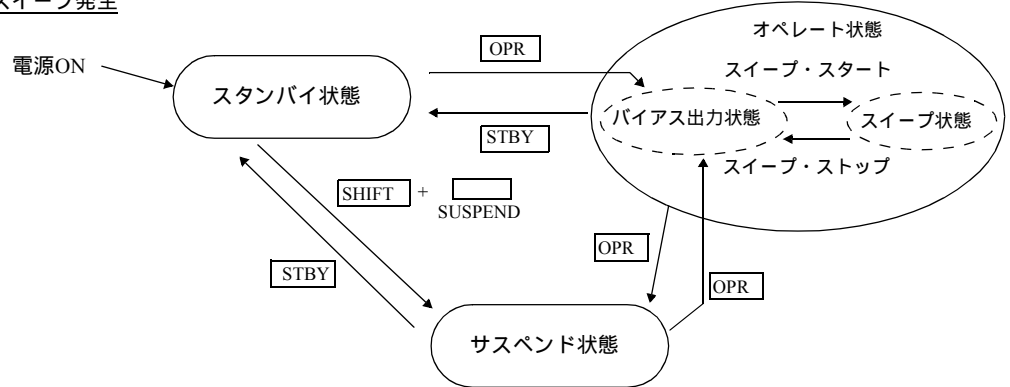 スイープ発生
オペレート状態
OPR
電源ON
スイープ・スタート
スタンバイ状態
バイアス出力状態
スイープ状態
STBY
スイープ・ストップ
SHIFT +
SUSPEND
OPR
STBY
OPR
サスペンド状態